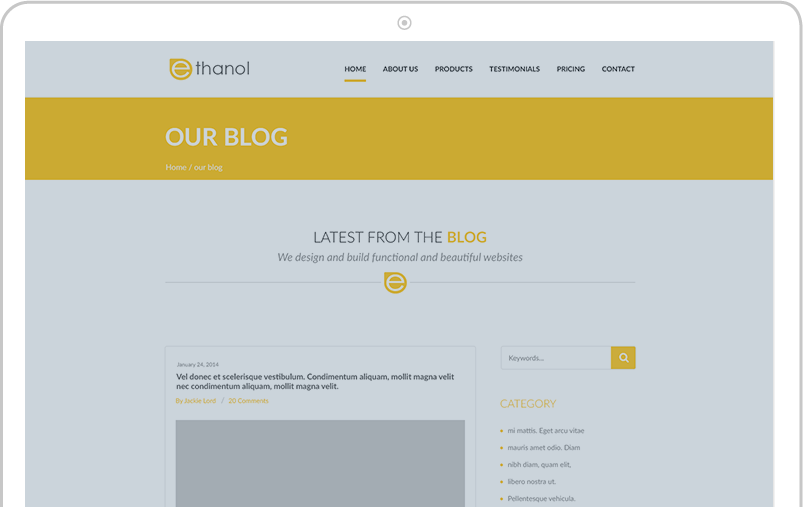 ethanol
HOME ABOUT US PRODUCTS TESTIMONIALS PRICING CONTACT
OUR BLOG
Home / our blog
LATEST FROM THE BLOG
We design and build functional and beautiful websites
e
January 24, 2014
Vel donec et scelerisque vestibulum. Condimentum aliquam, mollit magna velit
nec condimentum aliquam, mollit magna velit.
By Jackie Lord / 20 Comments
Keywords...
CATEGORY
mi mattis. Eget arcu vitae
mauris amet odio. Diam
nibh diam, quam elit,
libero nostra ut.
Pellentesque vehicula.